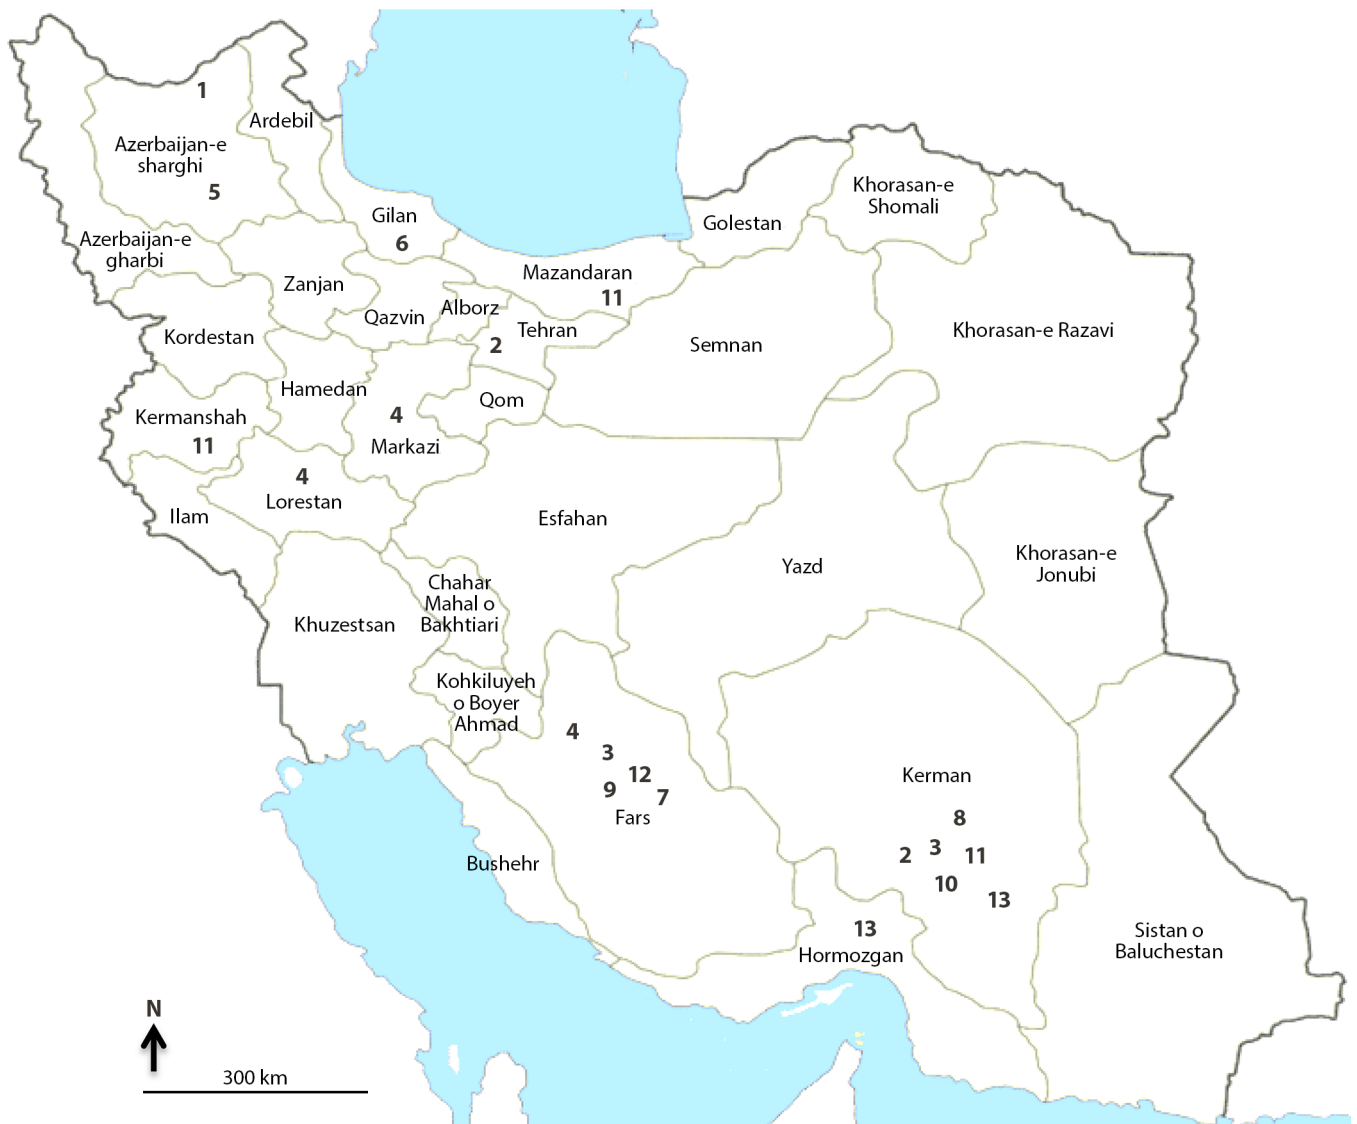 1
Ardebil
Azerbaijan-e
sharghi
5
Khorasan-e
Shomali
Gilan
6
Golestan
Azerbaijan-e
gharbi
Mazandaran
11
Zanjan
Alborz
Qazvin
Tehran
2
Khorasan-e Razavi
Kordestan
Semnan
Hamedan
Qom
Kermanshah
11
4
Markazi
4
Lorestan
Ilam
Esfahan
Yazd
Khorasan-e
Jonubi
Chahar
Mahal o
Bakhtiari
Khuzestsan
Kohkiluyeh
o Boyer
Ahmad
4
3
12
9
7
Fars
Kerman
8
2
3
11
10
13
Bushehr
13
Hormozgan
Sistan o
Baluchestan
N
300 km